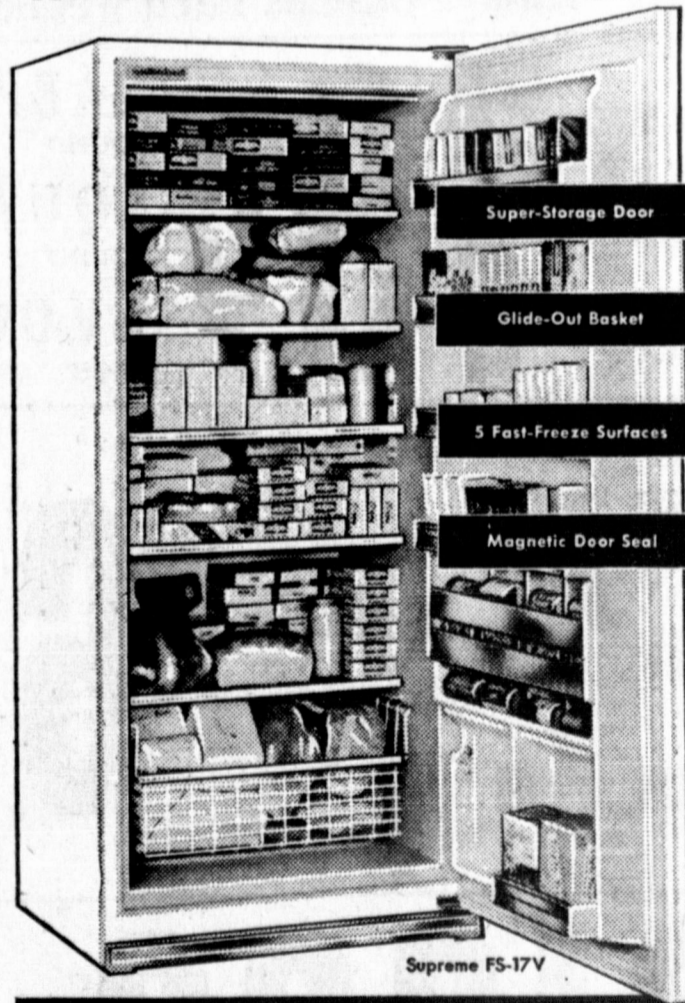 Super-Storage Door
Glide-Out Basket
5 Fast-Freeze Surfaces
Magnetic Door Seal
Supreme FS-17V